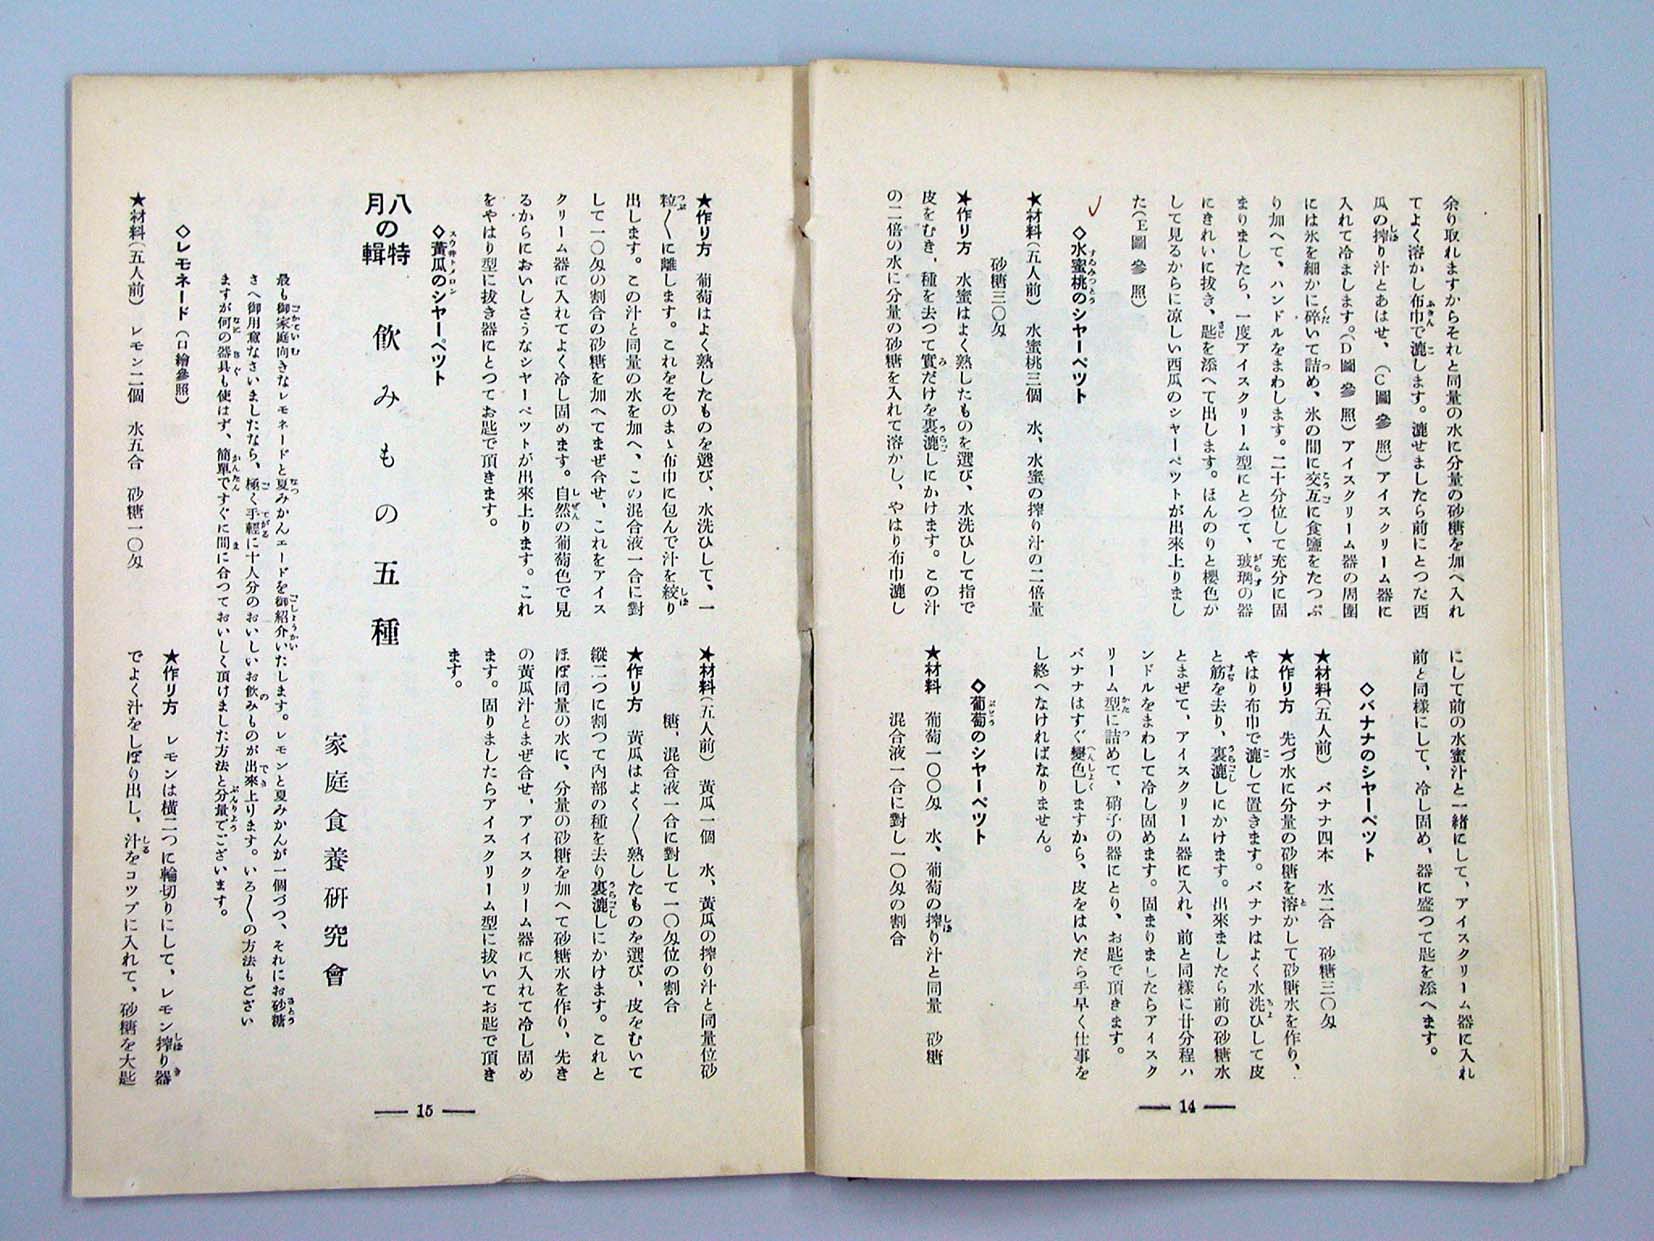 余り取れますからそれと同量の水に分量の砂糖を加へ入れ
てよく溶かし布巾で漉します。漉せましたら前にとつた西
瓜の搾り汁とあはせ、(C圖參照)アイスクリーム器に
入れて冷まします。(D圖參照)アイスクリーム器の周圍
には氷を細かに碎いて詰め、氷の間に交互に食鹽をたつぷ
り加へて、ハンドルをまわします。二十分位して充分に固
まりましたら、一度アイスクリーム型にとつて、玻璃の器
にきれいに拔き、匙を添へて出します。ほんのりと櫻色か
して見るからに凉しい西瓜のシヤーベツトが出來上りまし
た(E圖參照)
◇水蜜桃のシヤーベツト
★材料(五人前) 水蜜桃三個 水、水蜜の搾り汁の二倍量
砂糖三〇匁
★作り方 水蜜はよく熟したものを選び、水洗ひして指で
皮をむき、種を去つて實だけを裏漉しにかけます。この汁
の二倍の水に分量の砂糖を入れて溶かし、やはり布巾漉し
にして前の水蜜汁と一緒にして、アイスクリーム器に入れ
前と同樣にして、冷し固め、器に盛つて匙を添へます。
◇バナナのシヤーベツト
★材料(五人前) バナナ四本 水二合 砂糖三〇匁
★作り方 先づ水に分量の砂糖を溶かして砂糖水を作り、
やはり布巾で漉して置きます。バナナはよく水洗ひして皮
と筋を去り、裏漉しにかけます。出來ましたら前の砂糖水
とまぜて、アイスクリーム器に入れ、前と同樣に廿分程ハ
ンドルをまわして冷し固めます。固まりましたらアイスク
リーム型に詰めて、硝子の器にとり、お匙で頂きます。
バナナはすぐ變色しますから、皮をはいだら手早く仕事を
し終へなければなりません。
◇葡萄のシヤーベツト
★材料 葡萄一〇〇匁 水、葡萄の搾り汁と同量 砂糖
混合液一合に對し一〇匁の割合
14
★作り方 葡萄はよく熟したものを選び、水洗ひして、一
粒〱に離します。これをそのまゝ布巾に包んで汁を絞り
出します。この汁と同量の水を加へ、この混合液一合に對
して一〇匁の割合の砂糖を加へてまぜ合せ、これをアイス
クリーム器に入れてよく冷し固めます。自然の葡萄色で見
るからにおいしさうなシヤーベツトが出來上ります。これ
をやはり型に拔き器にとつてお匙で頂きます。
◇黃瓜のシヤーベツト
★材料(五人前) 黃瓜一個 水、黃瓜の搾り汁と同量位砂
糖、混合液一合に對して一〇匁位の割合
★作り方 黃瓜はよく〱熟したものを選び、皮をむいて
縱二つに割つて內部の種を去り裏漉しにかけます。これと
ほぼ同量の水に、分量の砂糖を加へて砂糖水を作り、先き
の黃瓜汁とまぜ合せ、アイスクリーム器に入れて冷し固め
ます。固りましたらアイスクリーム型に拔いてお匙で頂き
ます。
八月の特輯
飮みもの五種
家庭食養硏究會
最も御家庭向きなレモネードと夏みかんエードを御紹介いたします。レモンと夏みかんが一個づつ、それにお砂糖
さへ御用意なさいましたなら、極く手輕に十人分のおいしいお飮みものが出來上ります。いろ〱の方法もござい
ますが何の器具も使はず、簡單ですぐに間に合つておいしく頂けました方法と分量でございます。
◇レモネード(口繪參照)
★材料(五人前) レモン二個 水五合 砂糖一〇匁
★作り方 レモンは橫二つに輪切りにして、レモン搾り器
でよく汁をしぼり出し、汁をコツプに入れて、砂糖を大匙
15